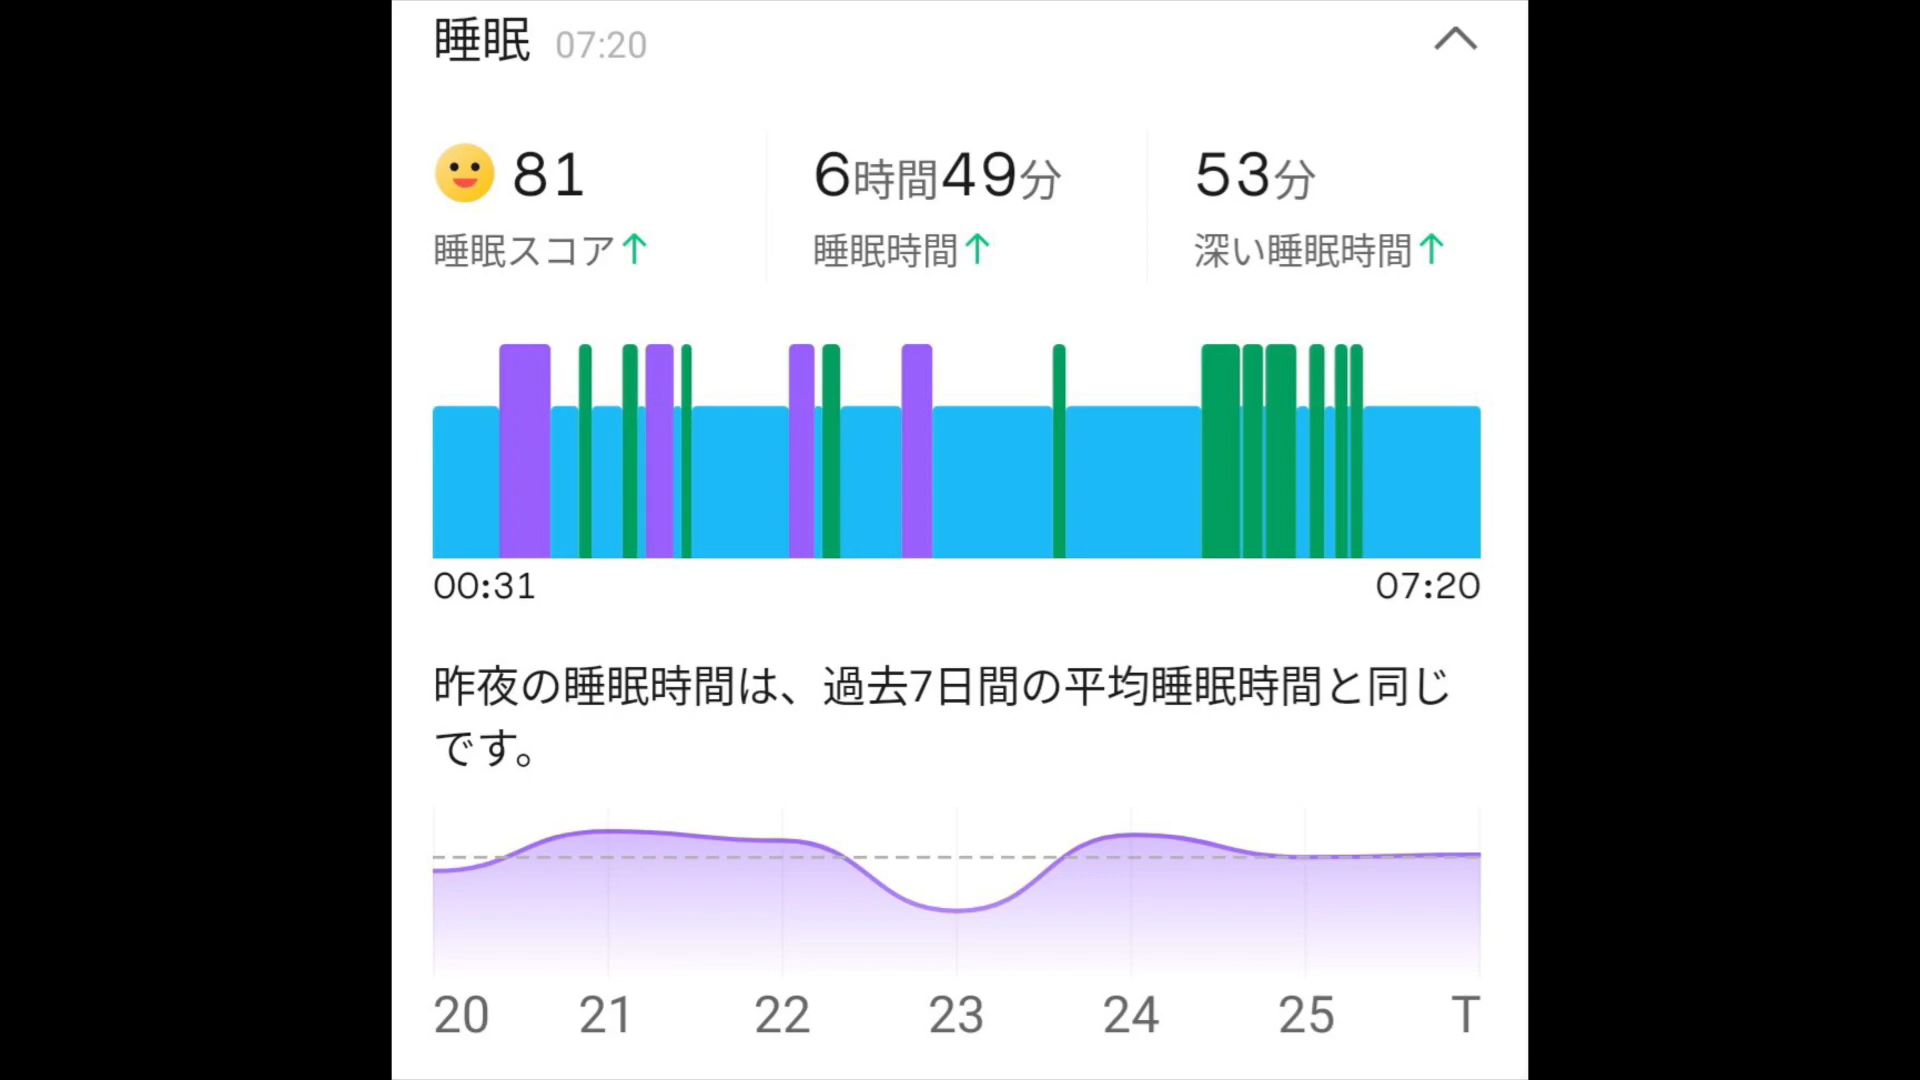 睡眠 07:20
81 6時間49分 53分
睡眠スコア↑ 睡眠時間↑ 深い睡眠時間↑
00:31 07:20
昨夜の睡眠時間は、過去7日間の平均睡眠時間と同じ
です。
20 21 22 23 24 25 T